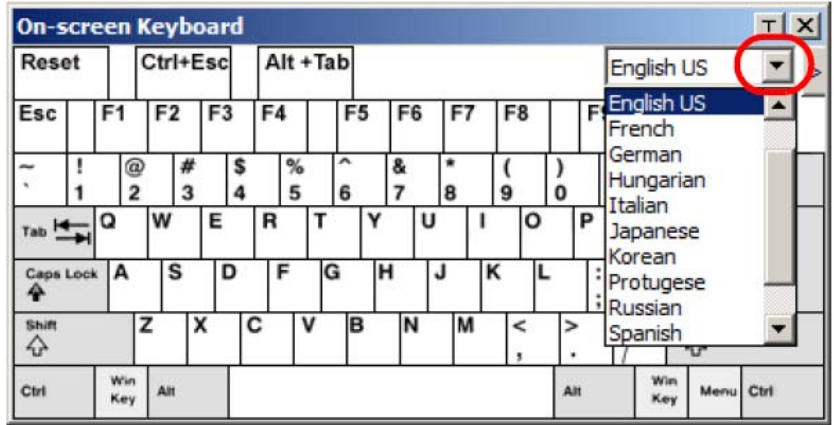 On-screen Keyboard
Reset Ctrl+Esc Alt +Tab English US >
Esc F1 F2 F3 F4 F5 F6 F7 F8
English US
French
German
Hungarian
Italian
Japanese
Korean
Protugese
Russian
Spanish
~ ! @ # $ % ^ & * ( )
` 1 2 3 4 5 6 7 8 9 0
Tab Q W E R T Y U I O P
Caps Lock A S D F G H J K L : ;
Shift Z X C V B N M < , > . /
Ctrl Win Key Alt Alt Win Key Menu Ctrl